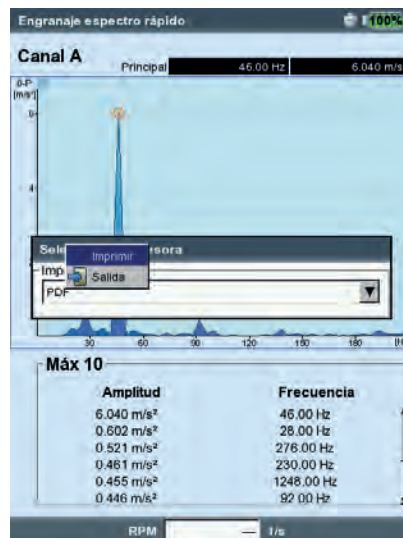 Engranaje espectro rápido
100%
Canal A
Principal 46.00 Hz 6.040 m/s
0-P
[m/s²]
6
4
Imprimir
Salida
PDF
30 60 90 120 150 180
Máx 10
Amplitud Frecuencia
6.040 m/s² 46.00 Hz
0.602 m/s² 28.00 Hz
0.521 m/s² 276.00 Hz
0.461 m/s² 230.00 Hz
0.455 m/s² 1248.00 Hz
0.446 m/s² 92.00 Hz
RPM — 1/s